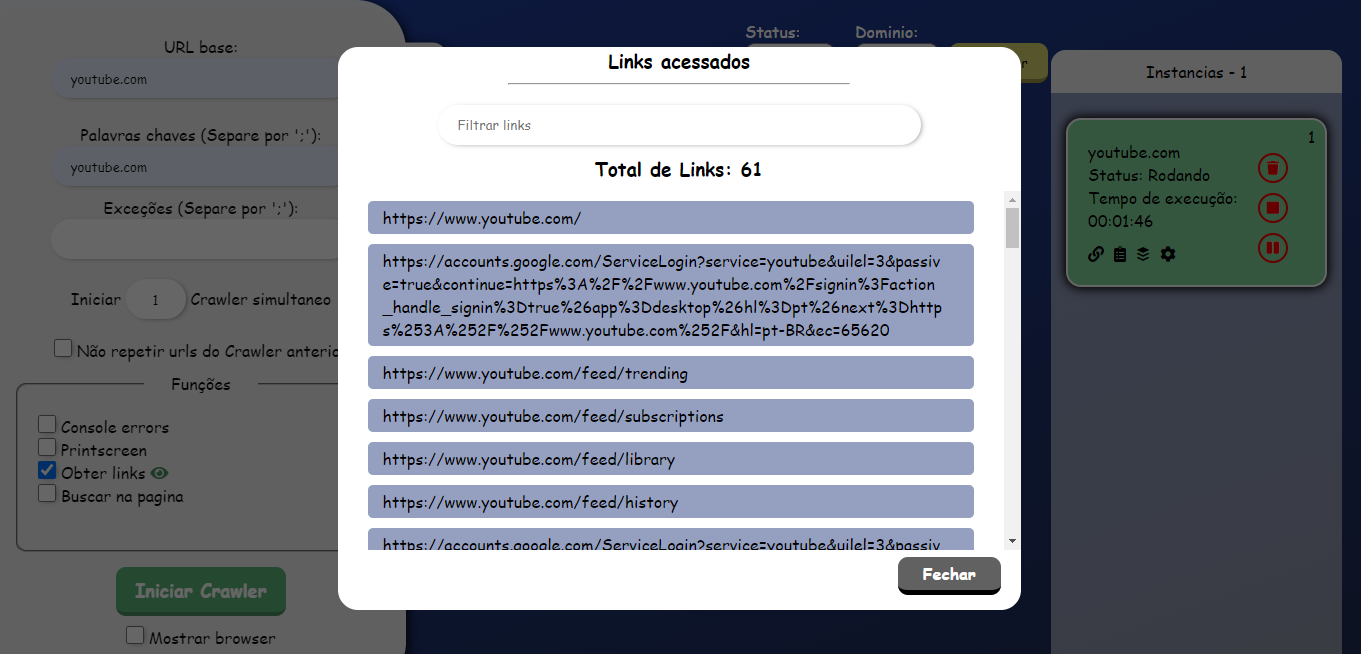 URL base:
youtube.com
Palavras chaves (Separe por ';'):
youtube.com
Exceções (Separe por ';'):
Iniciar 1 Crawler simultaneo
Não repetir urls do Crawler anterio
Funções
Console errors
Printscreen
Obter links
Buscar na pagina
Iniciar Crawler
Mostrar browser
Status:
Dominio:
r
Links acessados
Filtrar links
Total de Links: 61
https://www.youtube.com/
https://accounts.google.com/ServiceLogin?service=youtube&uilel=3&passiv
e=true&continue=https%3A%2F%2Fwww.youtube.com%2Fsignin%3Faction
_handle_signin%3Dtrue%26app%3Ddesktop%26hl%3Dpt%26next%3Dhttp
s%253A%252F%252Fwww.youtube.com%252F&hl=pt-BR&ec=65620
https://www.youtube.com/feed/trending
https://www.youtube.com/feed/subscriptions
https://www.youtube.com/feed/library
https://www.youtube.com/feed/history
https://accounts.google.com/ServiceLogin?service=youtube&uilel=3&passiv
Fechar
Instancias - 1
1
youtube.com
Status: Rodando
Tempo de execução:
00:01:46